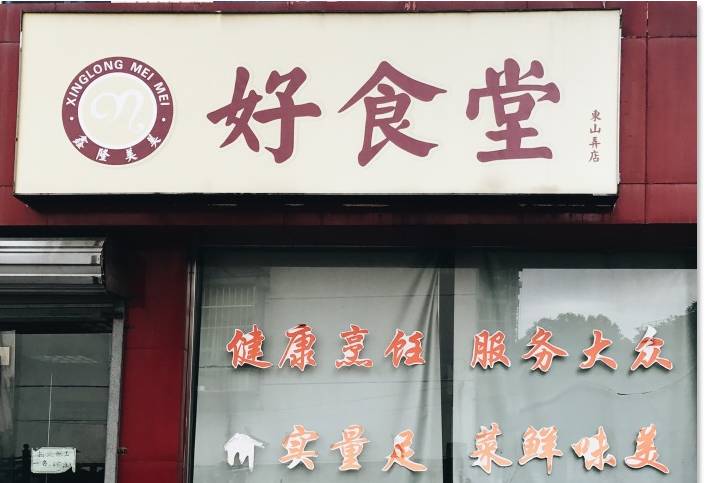 XINGLONG MEI MEI
鑫隆美美
好食堂
東山弄店
健康烹饪 服务大众
实量足 菜鲜味美